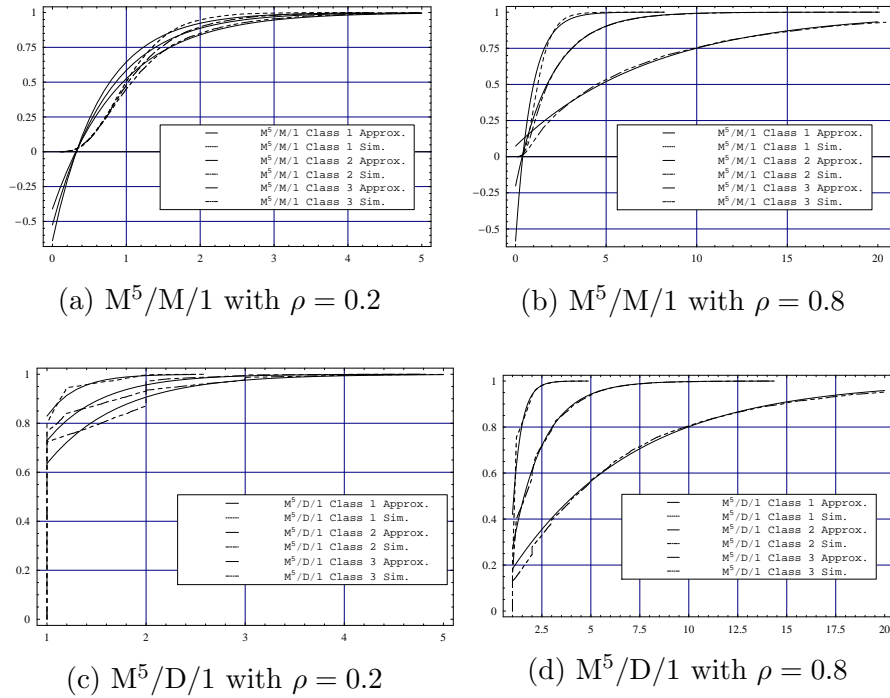 1
0.75
0.5
0.25
0
−0.25
−0.5
0 1 2 3 4 5
M⁵/M/1 Class 1 Approx.
M⁵/M/1 Class 1 Sim.
M⁵/M/1 Class 2 Approx.
M⁵/M/1 Class 2 Sim.
M⁵/M/1 Class 3 Approx.
M⁵/M/1 Class 3 Sim.
(a) M⁵/M/1 with ρ = 0.2
1
0.75
0.5
0.25
0
−0.25
−0.5
0 5 10 15 20
M⁵/M/1 Class 1 Approx.
M⁵/M/1 Class 1 Sim.
M⁵/M/1 Class 2 Approx.
M⁵/M/1 Class 2 Sim.
M⁵/M/1 Class 3 Approx.
M⁵/M/1 Class 3 Sim.
(b) M⁵/M/1 with ρ = 0.8
1
0.8
0.6
0.4
0.2
0
1 2 3 4 5
M⁵/D/1 Class 1 Approx.
M⁵/D/1 Class 1 Sim.
M⁵/D/1 Class 2 Approx.
M⁵/D/1 Class 2 Sim.
M⁵/D/1 Class 3 Approx.
M⁵/D/1 Class 3 Sim.
(c) M⁵/D/1 with ρ = 0.2
1
0.8
0.6
0.4
0.2
0
2.5 5 7.5 10 12.5 15 17.5 20
M⁵/D/1 Class 1 Approx.
M⁵/D/1 Class 1 Sim.
M⁵/D/1 Class 2 Approx.
M⁵/D/1 Class 2 Sim.
M⁵/D/1 Class 3 Approx.
M⁵/D/1 Class 3 Sim.
(d) M⁵/D/1 with ρ = 0.8